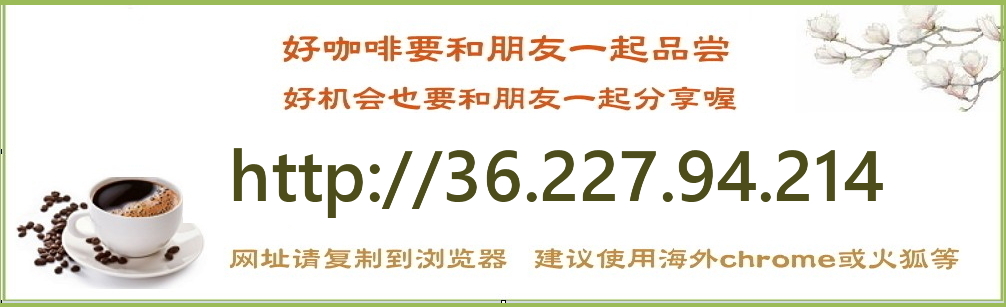 好咖啡要和朋友一起品尝
好机会也要和朋友一起分享喔
http://36.227.94.214
网址请复制到浏览器 建议使用海外chrome或火狐等